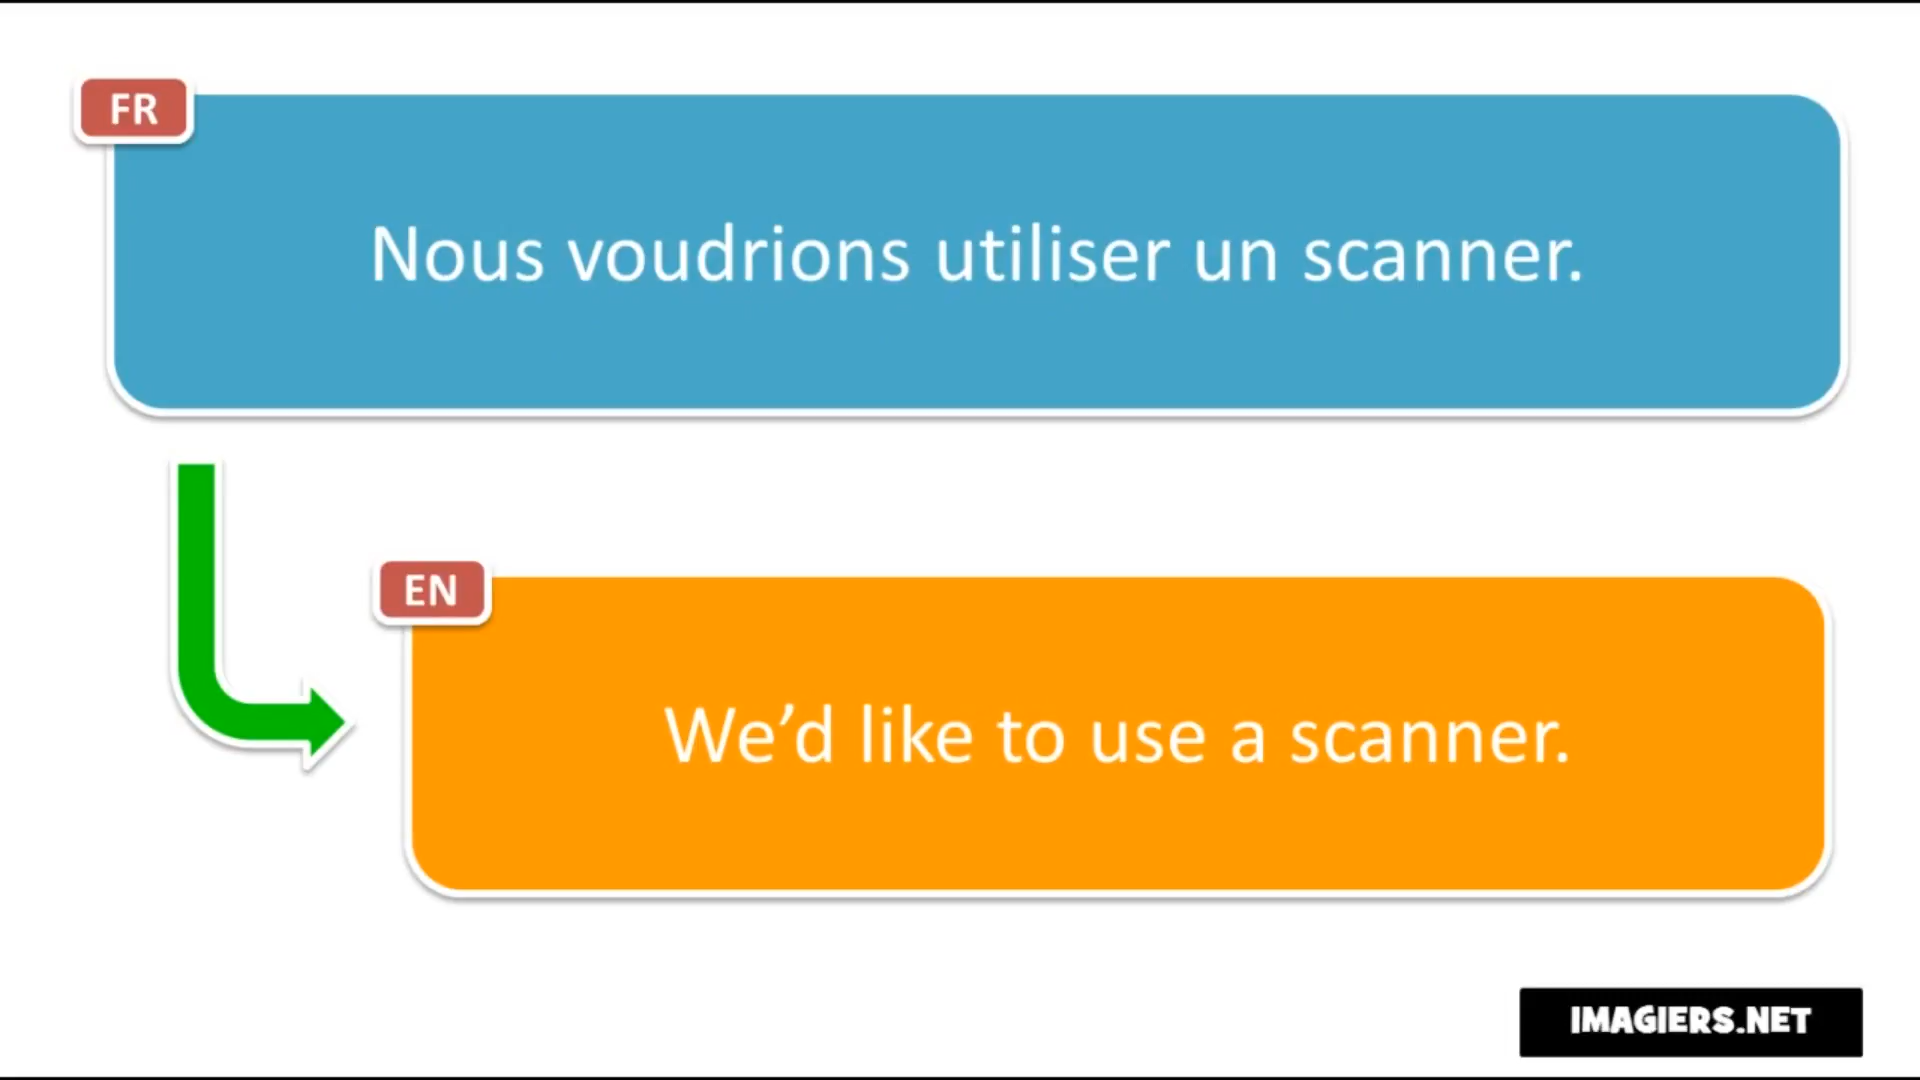 FR
Nous voudrions utiliser un scanner.
EN
We’d like to use a scanner.
IMAGIERS.NET